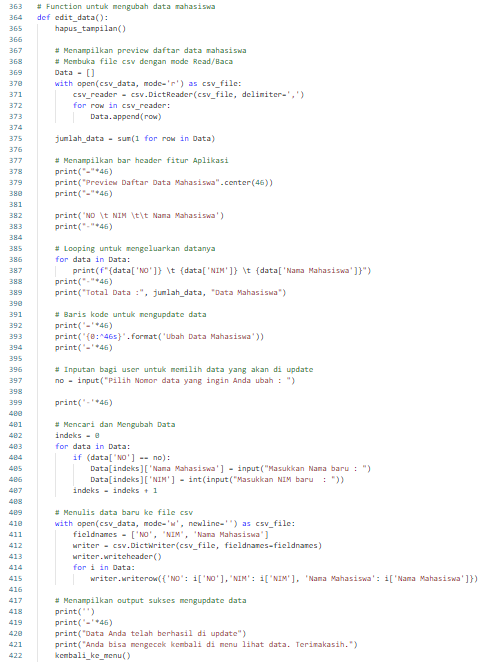 363 # Function untuk mengubah data mahasiswa
364 def edit_data():
365     hapus_tampilan()
366
367     # Menampilkan preview daftar data mahasiswa
368     # Membuka file csv dengan mode Read/Baca
369     Data = []
370     with open(csv_data, mode='r') as csv_file:
371         csv_reader = csv.DictReader(csv_file, delimiter=',')
372         for row in csv_reader:
373             Data.append(row)
374
375     jumlah_data = sum(1 for row in Data)
376
377     # Menampilkan bar header fitur Aplikasi
378     print("="*46)
379     print("Preview Daftar Data Mahasiswa".center(46))
380     print("="*46)
381
382     print('NO \t NIM \t\t Nama Mahasiswa')
383     print("-"*46)
384
385     # Looping untuk mengeluarkan datanya
386     for data in Data:
387         print(f"{data['NO']} \t {data['NIM']} \t {data['Nama Mahasiswa']}")
388     print("-"*46)
389     print("Total Data :", jumlah_data, "Data Mahasiswa")
390
391     # Baris kode untuk mengupdate data
392     print('='*46)
393     print('{0:^46s}'.format('Ubah Data Mahasiswa'))
394     print('='*46)
395
396     # Inputan bagi user untuk memilih data yang akan di update
397     no = input("Pilih Nomor data yang ingin Anda ubah : ")
398
399     print('-'*46)
400
401     # Mencari dan Mengubah Data
402     indeks = 0
403     for data in Data:
404         if (data['NO'] == no):
405             Data[indeks]['Nama Mahasiswa'] = input("Masukkan Nama baru : ")
406             Data[indeks]['NIM'] = int(input("Masukkan NIM baru  : "))
407         indeks = indeks + 1
408
409     # Menulis data baru ke file csv
410     with open(csv_data, mode='w', newline='') as csv_file:
411         fieldnames = ['NO', 'NIM', 'Nama Mahasiswa']
412         writer = csv.DictWriter(csv_file, fieldnames=fieldnames)
413         writer.writeheader()
414         for i in Data:
415             writer.writerow({'NO': i['NO'],'NIM': i['NIM'], 'Nama Mahasiswa': i['Nama Mahasiswa']})
416
417     # Menampilkan output sukses mengupdate data
418     print('')
419     print('='*46)
420     print("Data Anda telah berhasil di update")
421     print("Anda bisa mengecek kembali di menu lihat data. Terimakasih.")
422     kembali_ke_menu()